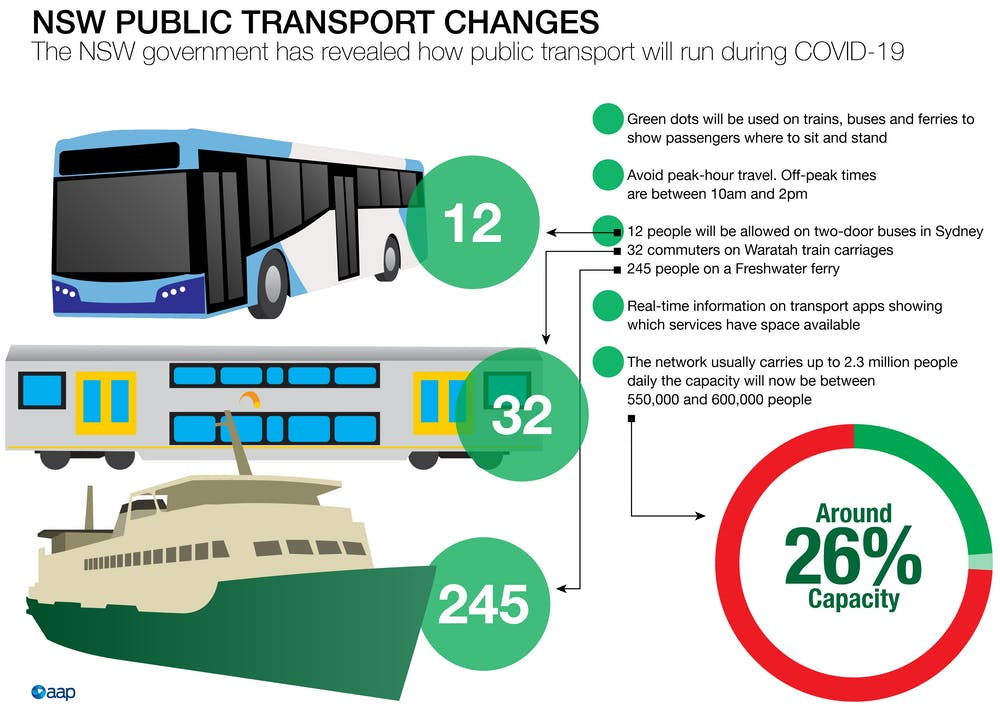 NSW PUBLIC TRANSPORT CHANGES
The NSW government has revealed how public transport will run during COVID-19
Green dots will be used on trains, buses and ferries to
show passengers where to sit and stand
Avoid peak-hour travel. Off-peak times
are between 10am and 2pm
12 people will be allowed on two-door buses in Sydney
32 commuters on Waratah train carriages
245 people on a Freshwater ferry
Real-time information on transport apps showing
which services have space available
The network usually carries up to 2.3 million people
daily the capacity will now be between
550,000 and 600,000 people
12
32
245
Around
26%
Capacity
aap